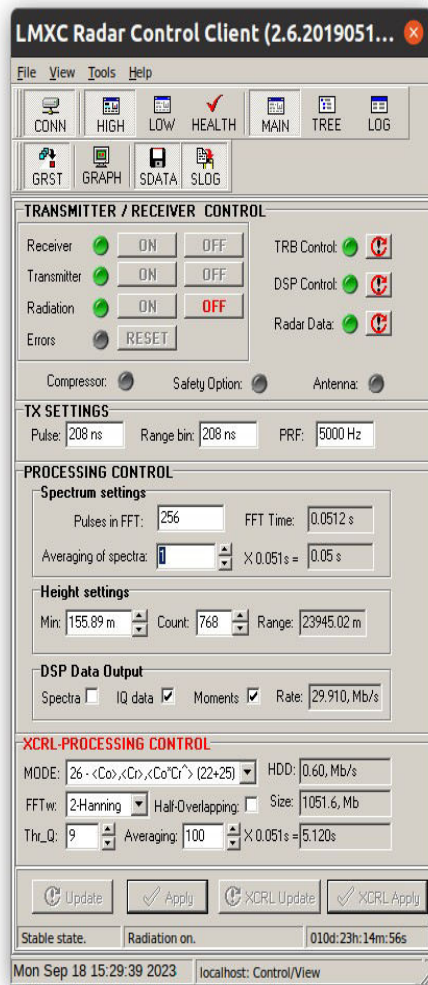 LMXC Radar Control Client (2.6.2019051...
File View Tools Help
CONN HIGH LOW HEALTH MAIN TREE LOG
GRST GRAPH SDATA SLOG
TRANSMITTER / RECEIVER CONTROL
Receiver ON OFF TRB Control:
Transmitter ON OFF DSP Control:
Radiation ON OFF Radar Data:
Errors RESET
Compressor: Safety Option: Antenna:
TX SETTINGS
Pulse: 208 ns Range bin: 208 ns PRF: 5000 Hz
PROCESSING CONTROL
Spectrum settings
Pulses in FFT: 256 FFT Time: 0.0512 s
Averaging of spectra: 1 X 0.051s = 0.05 s
Height settings
Min: 155.89 m Count: 768 Range: 23945.02 m
DSP Data Output
Spectra IQ data Moments Rate: 29.910, Mb/s
XCRL-PROCESSING CONTROL
MODE: 26 - <Co>,<Cr>,<Co*Cr^> (22+25) HDD: 0.60, Mb/s
FFTw: 2-Hanning Half-Overlapping: Size: 1051.6, Mb
Thr_Q: 9 Averaging: 100 X 0.051s = 5.120s
Update Apply XCRL Update XCRL Apply
Stable state. Radiation on. 010d:23h:14m:56s
Mon Sep 18 15:29:39 2023 localhost: Control/View